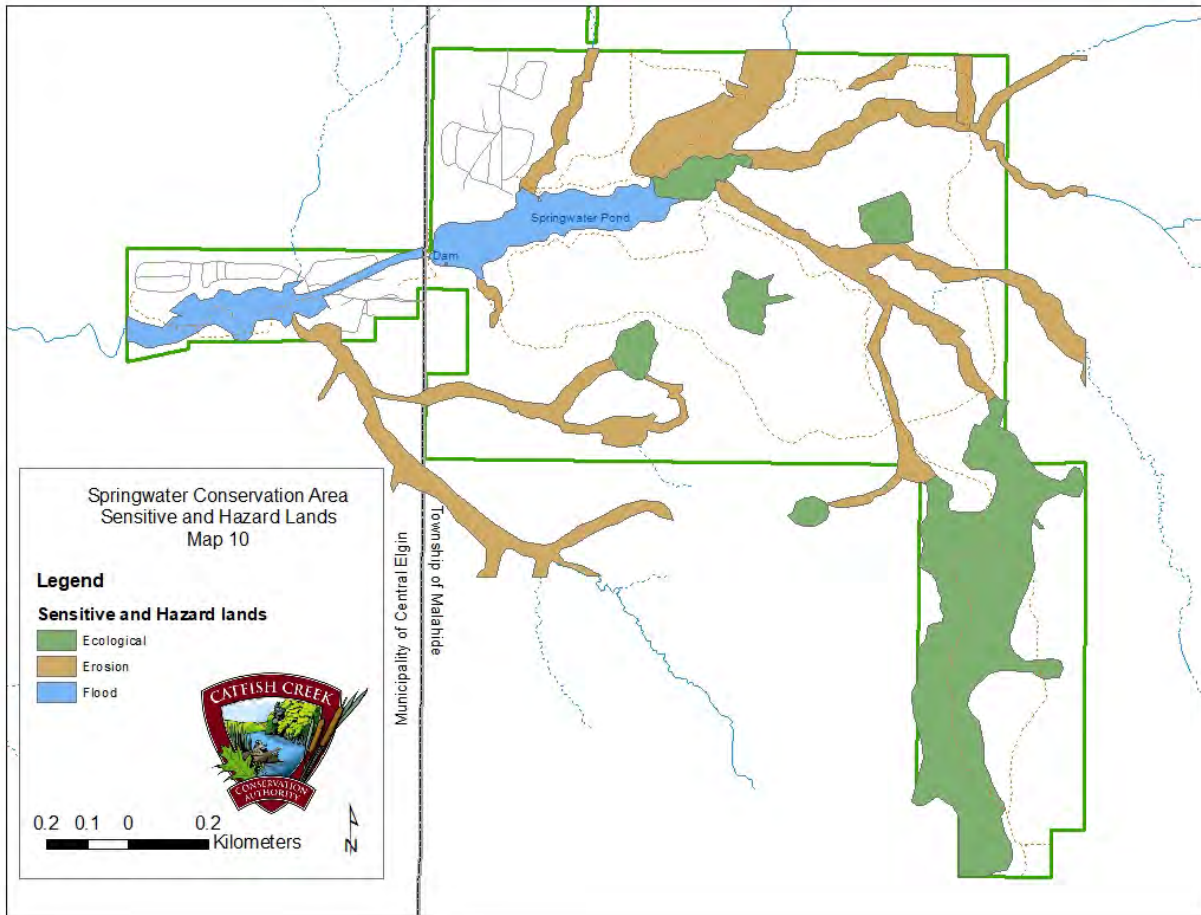 Springwater Pond
Dam
Springwater Conservation Area
Sensitive and Hazard Lands
Map 10
Legend
Sensitive and Hazard lands
Ecological
Erosion
Flood
CATFISH CREEK
CONSERVATION
AUTHORITY
0.2 0.1 0 0.2
Kilometers
N
Municipality of Central Elgin
Township of Malahide